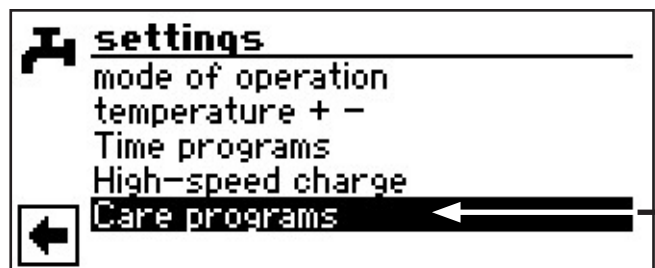 settings
mode of operation
temperature + −
Time programs
High-speed charge
Care programs